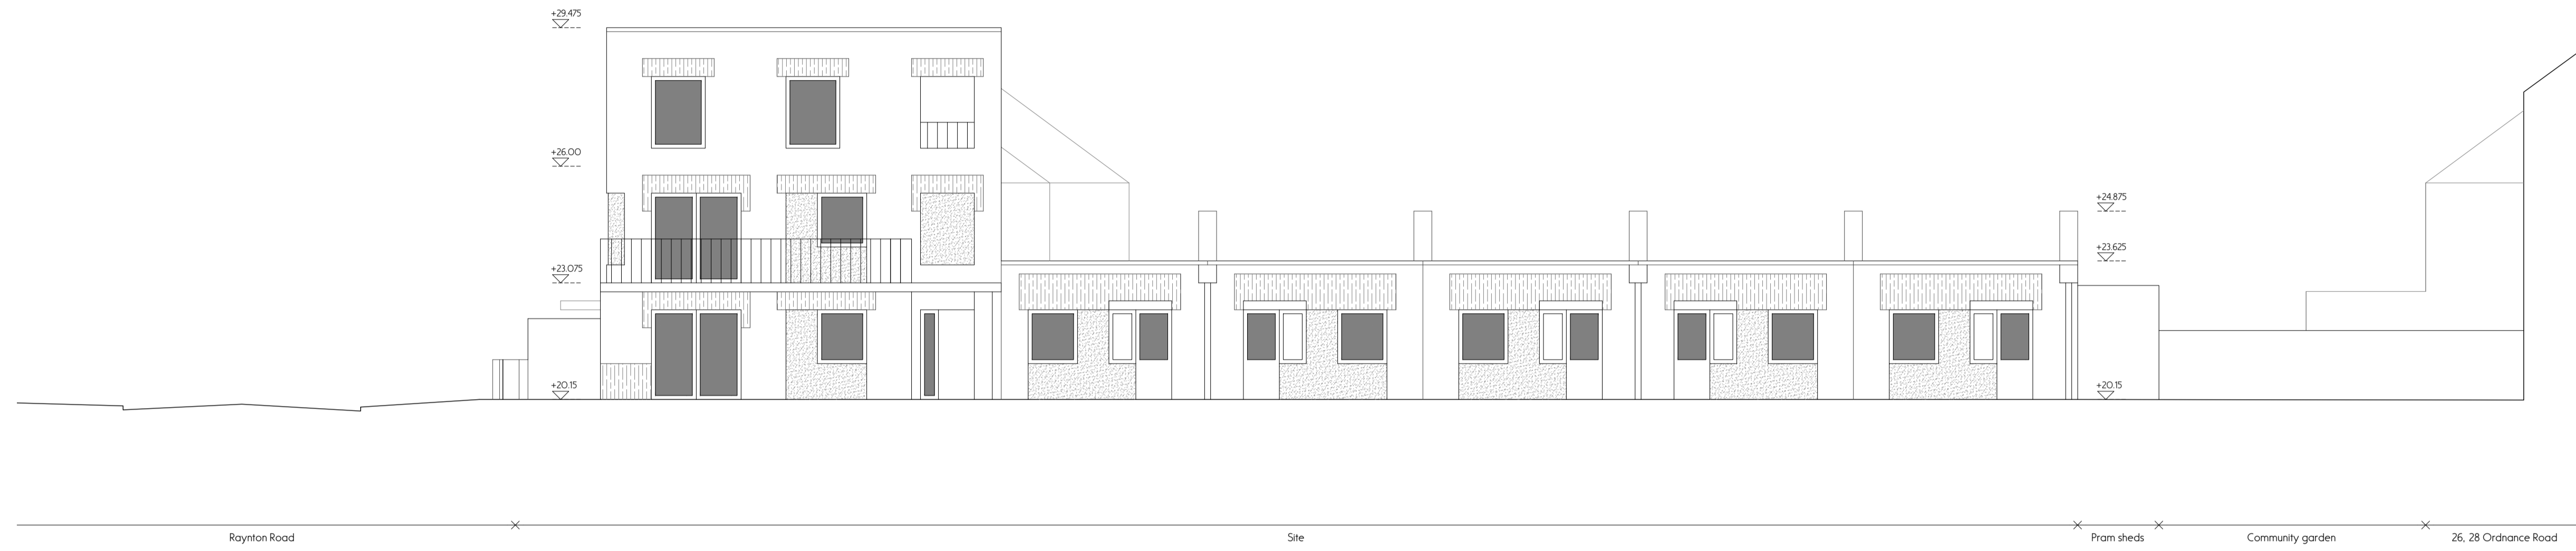 +29.475
+26.00
+24.875
+23.625
+23.075
+20.15
+20.15
Raynton Road
Site
Pram sheds
Community garden
26, 28 Ordnance Road